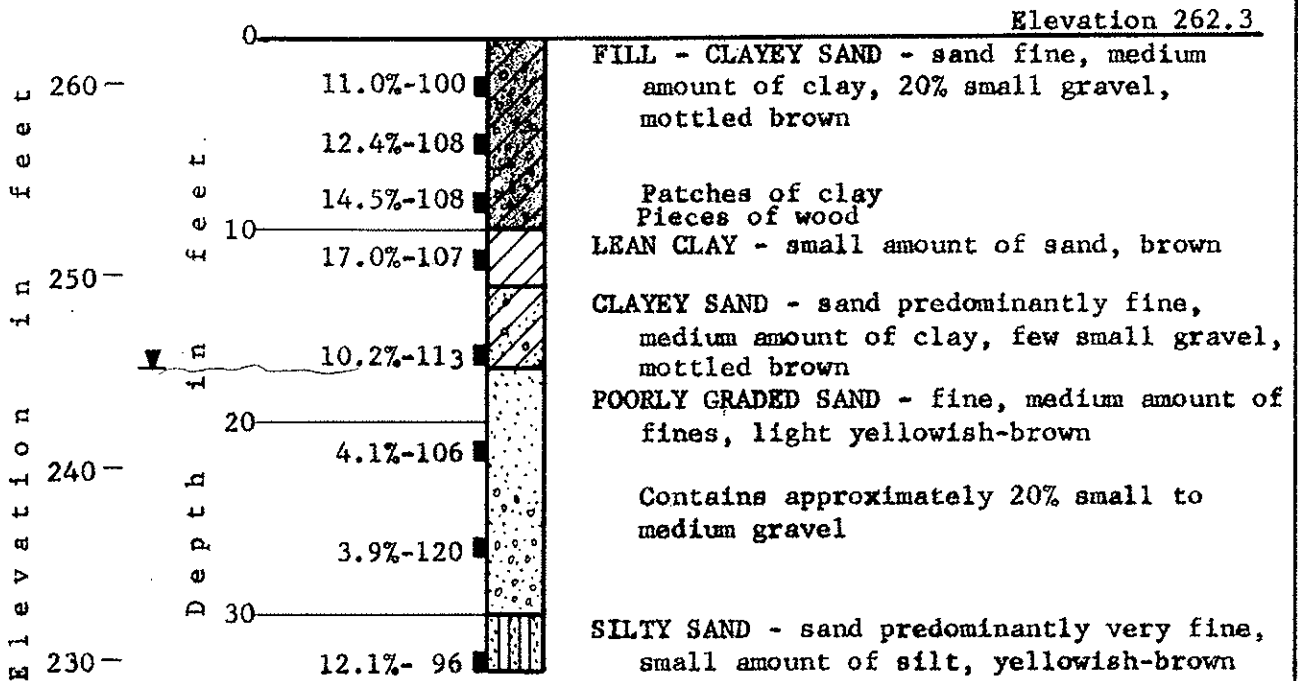 Elevation 262.3
0
FILL - CLAYEY SAND - sand fine, medium
260
11.0%-100
amount of clay, 20% small gravel,
mottled brown
12.4%-108
14.5%-108
Patches of clay
Pieces of wood
10
LEAN CLAY - small amount of sand, brown
17.0%-107
250
CLAYEY SAND - sand predominantly fine,
medium amount of clay, few small gravel,
10.2%-113
mottled brown
POORLY GRADED SAND - fine, medium amount of
20
fines, light yellowish-brown
4.1%-106
240
Contains approximately 20% small to
medium gravel
3.9%-120
30
SILTY SAND - sand predominantly very fine,
230
12.1%- 96
small amount of silt, yellowish-brown
Elevation in feet
Depth in feet